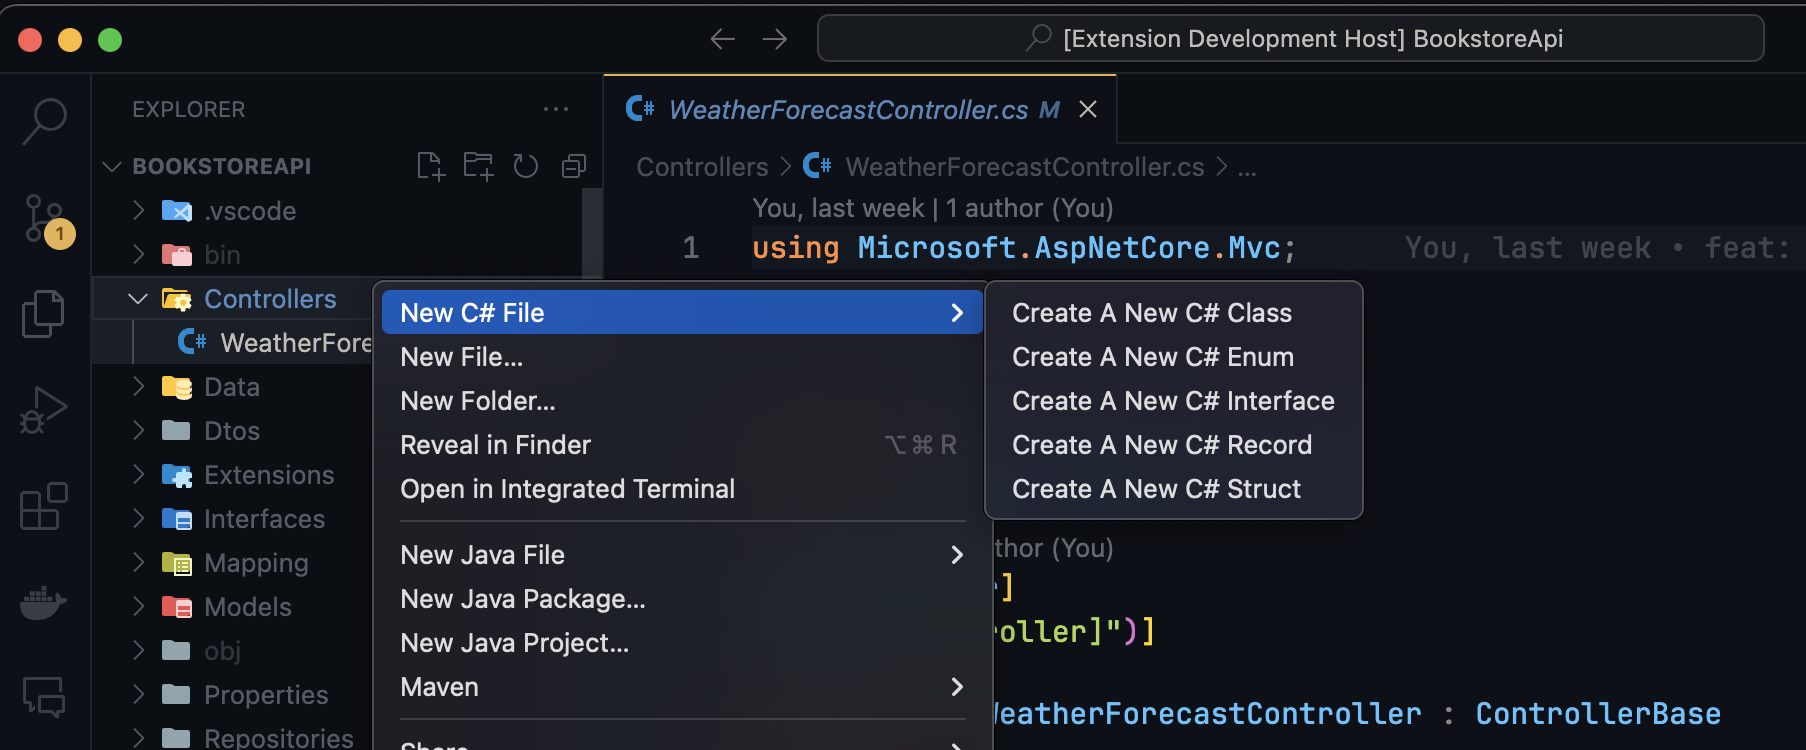 [Extension Development Host] BookstoreApi
EXPLORER
BOOKSTOREAPI
.vscode
bin
Controllers
WeatherFore
Data
Dtos
Extensions
Interfaces
Mapping
Models
obj
Properties
Repositories
1
WeatherForecastController.cs M
Controllers > WeatherForecastController.cs > ...
You, last week | 1 author (You)
1 using Microsoft.AspNetCore.Mvc; You, last week • feat:
New C# File
New File...
New Folder...
Reveal in Finder ⌥⌘R
Open in Integrated Terminal
New Java File
New Java Package...
New Java Project...
Maven
Share
Create A New C# Class
Create A New C# Enum
Create A New C# Interface
Create A New C# Record
Create A New C# Struct
thor (You)
]
oller]")]
WeatherForecastController : ControllerBase